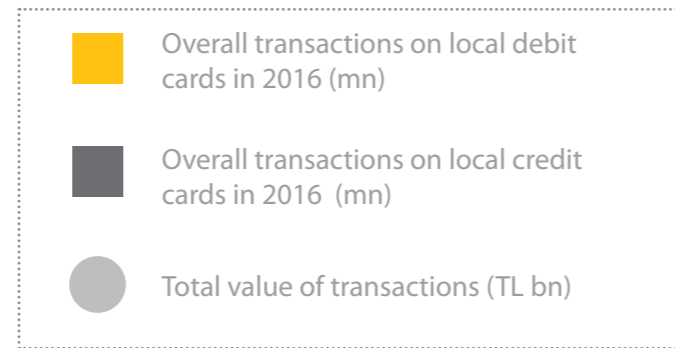 Overall transactions on local debit
cards in 2016 (mn)
Overall transactions on local credit
cards in 2016 (mn)
Total value of transactions (TL bn)